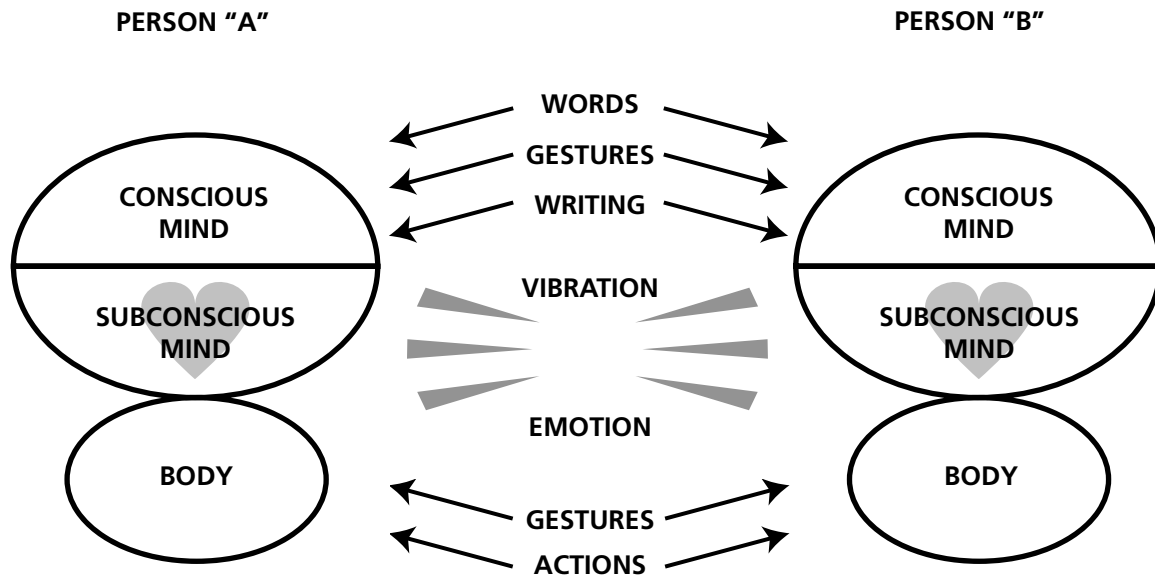 PERSON “A”
PERSON “B”
WORDS
GESTURES
WRITING
CONSCIOUS
MIND
CONSCIOUS
MIND
VIBRATION
SUBCONSCIOUS
MIND
SUBCONSCIOUS
MIND
EMOTION
BODY
BODY
GESTURES
ACTIONS